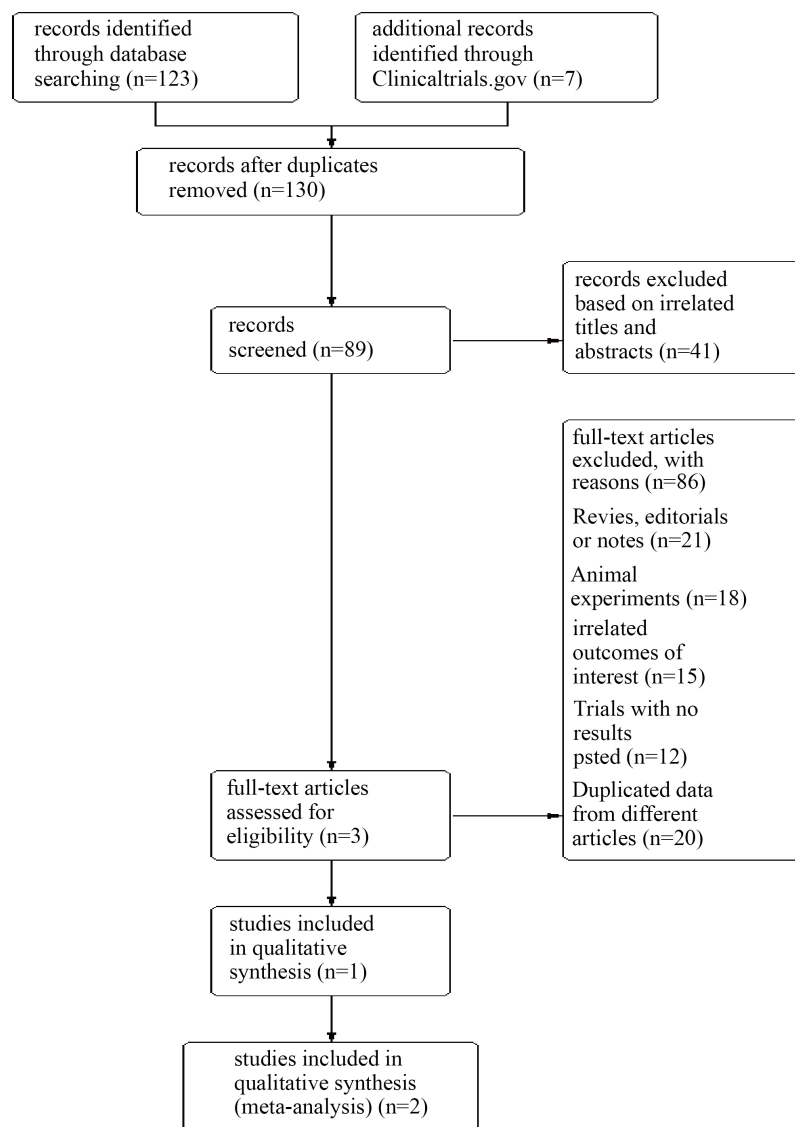 records identified
through database
searching (n=123)
additional records
identified through
Clinicaltrials.gov (n=7)
records after duplicates
removed (n=130)
records
screened (n=89)
records excluded
based on irrelated
titles and
abstracts (n=41)
full-text articles
excluded, with
reasons (n=86)
Revies, editorials
or notes (n=21)
Animal
experiments (n=18)
irrelated
outcomes of
interest (n=15)
Trials with no
results
psted (n=12)
Duplicated data
from different
articles (n=20)
full-text articles
assessed for
eligibility (n=3)
studies included
in qualitative
synthesis (n=1)
studies included in
qualitative synthesis
(meta-analysis) (n=2)